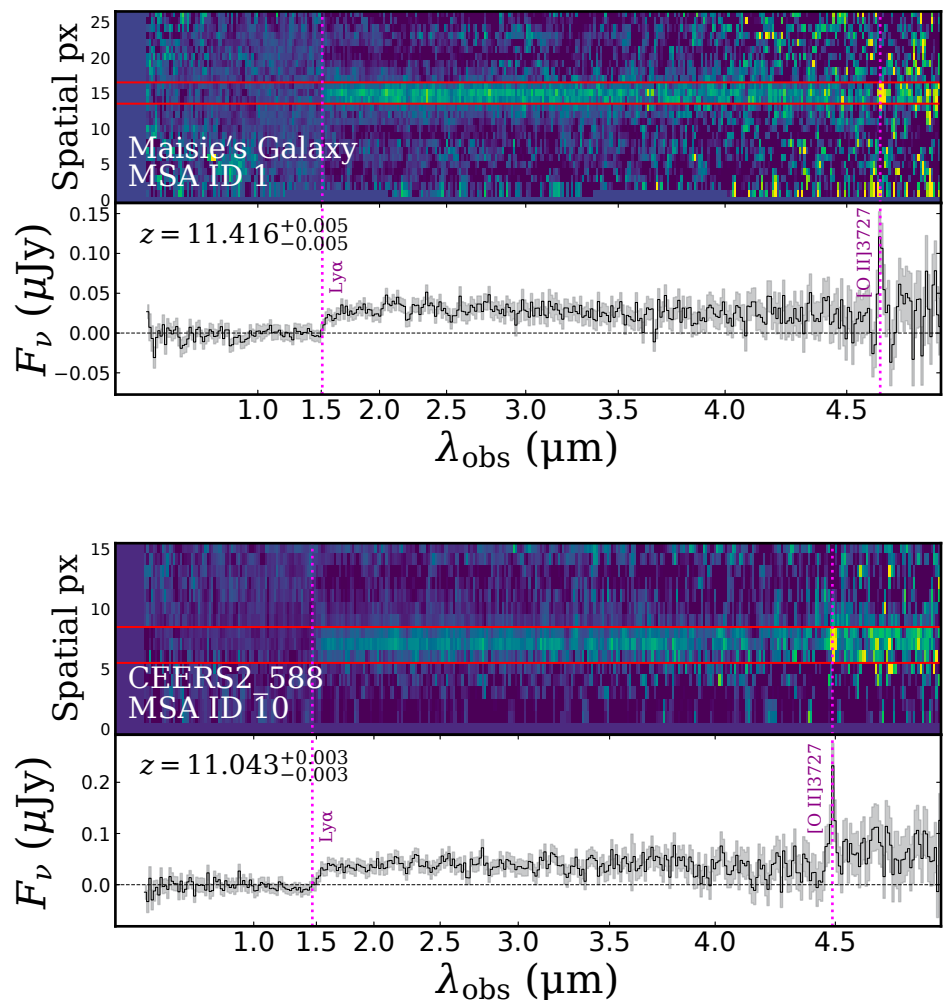 25
20
15
10
5
0
Spatial px
Maisie's Galaxy
MSA ID 1
0.15
0.10
0.05
0.00
−0.05
F_ν (μJy)
z = 11.416^{+0.005}_{−0.005}
Lyα
[O II]3727
1.0 1.5 2.0 2.5 3.0 3.5 4.0 4.5
λ_obs (μm)
15
10
5
0
Spatial px
CEERS2_588
MSA ID 10
0.2
0.1
0.0
F_ν (μJy)
z = 11.043^{+0.003}_{−0.003}
Lyα
[O II]3727
1.0 1.5 2.0 2.5 3.0 3.5 4.0 4.5
λ_obs (μm)